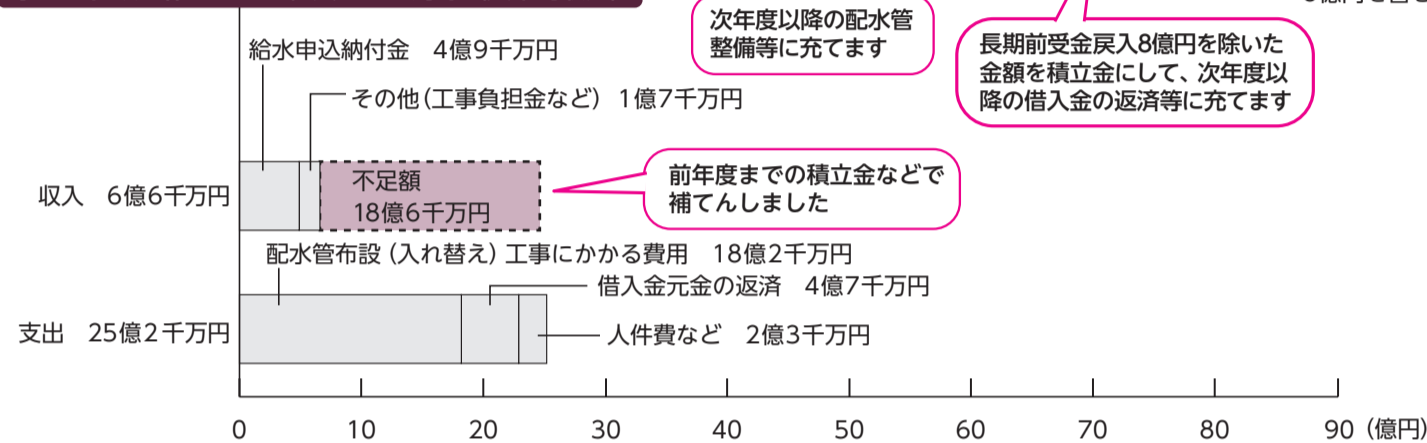 次年度以降の配水管
整備等に充てます
長期前受金戻入8億円を除いた
金額を積立金にして、次年度以
降の借入金の返済等に充てます
給水申込納付金 4億9千万円
その他(工事負担金など) 1億7千万円
収入 6億6千万円
不足額
18億6千万円
前年度までの積立金などで
補てんしました
配水管布設(入れ替え)工事にかかる費用 18億2千万円
借入金元金の返済 4億7千万円
支出 25億2千万円
人件費など 2億3千万円
0 10 20 30 40 50 60 70 80 90(億円)